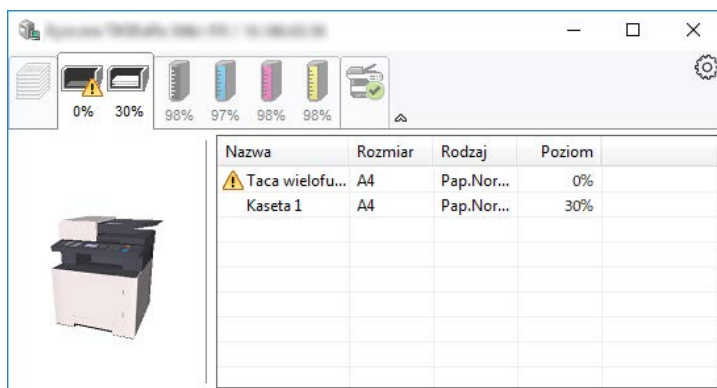 0% 30% 98% 97% 98% 98%
Nazwa Rozmiar Rodzaj Poziom
Taca wielofu... A4 Pap.Nor... 0%
Kaseta 1 A4 Pap.Nor... 30%